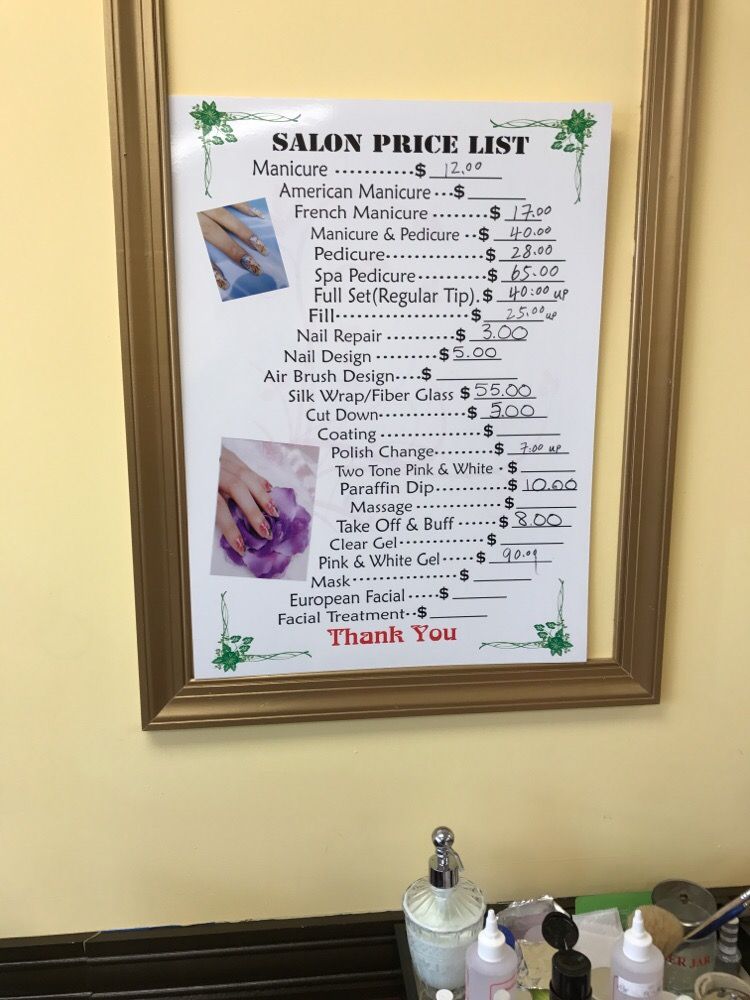 SALON PRICE LIST
Manicure ............$ 12.00
American Manicure ...$
French Manicure ........$ 17.00
Manicure & Pedicure ..$ 40.00
Pedicure...............$ 28.00
Spa Pedicure..........$ 65.00
Full Set(Regular Tip).$ 40.00 up
Fill.....................$ 25.00 up
Nail Repair ..........$ 3.00
Nail Design .........$ 5.00
Air Brush Design....$
Silk Wrap/Fiber Glass $ 55.00
Cut Down.............$ 5.00
Coating ..............$
Polish Change.........$ 7.00 up
Two Tone Pink & White .$
Paraffin Dip...........$ 10.00
Massage ..............$
Take Off & Buff ......$ 8.00
Clear Gel..............$
Pink & White Gel.....$ 90.00
Mask................$
European Facial .....$
Facial Treatment..$
Thank You
ER JAR